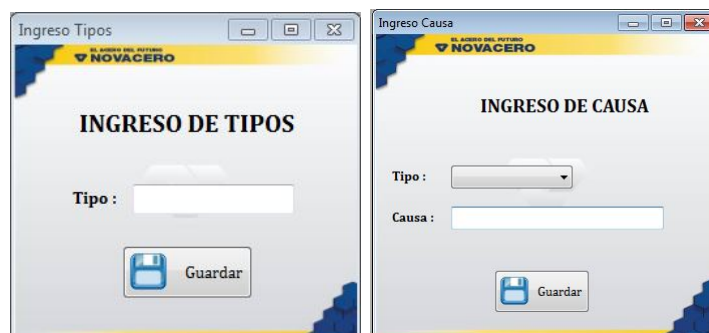 Ingreso Tipos
EL ACERO DEL FUTURO
NOVACERO
INGRESO DE TIPOS
Tipo :
Guardar
Ingreso Causa
EL ACERO DEL FUTURO
NOVACERO
INGRESO DE CAUSA
Tipo :
Causa :
Guardar